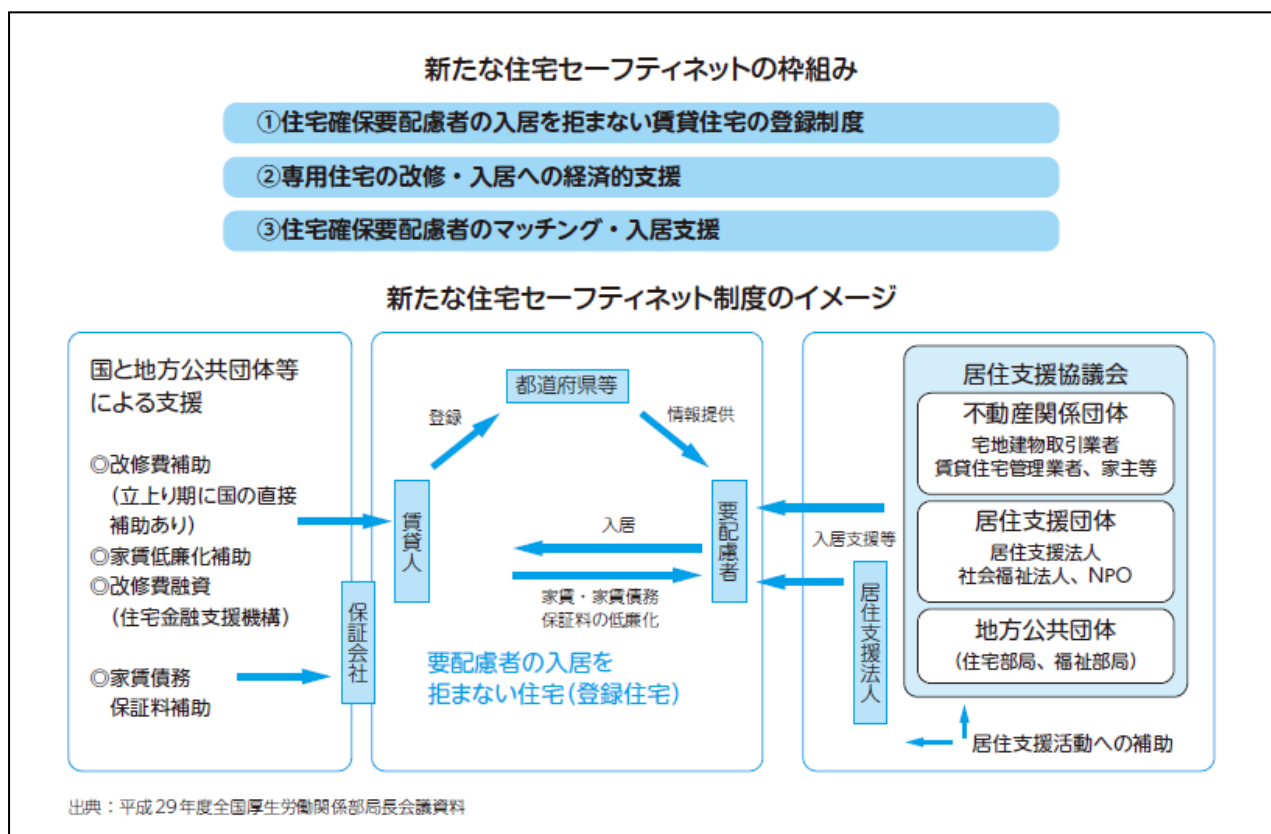 新たな住宅セーフティネットの枠組み
①住宅確保要配慮者の入居を拒まない賃貸住宅の登録制度
②専用住宅の改修・入居への経済的支援
③住宅確保要配慮者のマッチング・入居支援
新たな住宅セーフティネット制度のイメージ
国と地方公共団体等
による支援
◎改修費補助
(立上り期に国の直接
補助あり)
◎家賃低廉化補助
◎改修費融資
(住宅金融支援機構)
◎家賃債務
保証料補助
保証会社
賃貸人
登録
都道府県等
情報提供
要配慮者
入居
家賃・家賃債務
保証料の低廉化
要配慮者の入居を
拒まない住宅(登録住宅)
入居支援等
居住支援法人
居住支援協議会
不動産関係団体
宅地建物取引業者
賃貸住宅管理業者、家主等
居住支援団体
居住支援法人
社会福祉法人、NPO
地方公共団体
(住宅部局、福祉部局)
居住支援活動への補助
出典:平成29年度全国厚生労働関係部局長会議資料